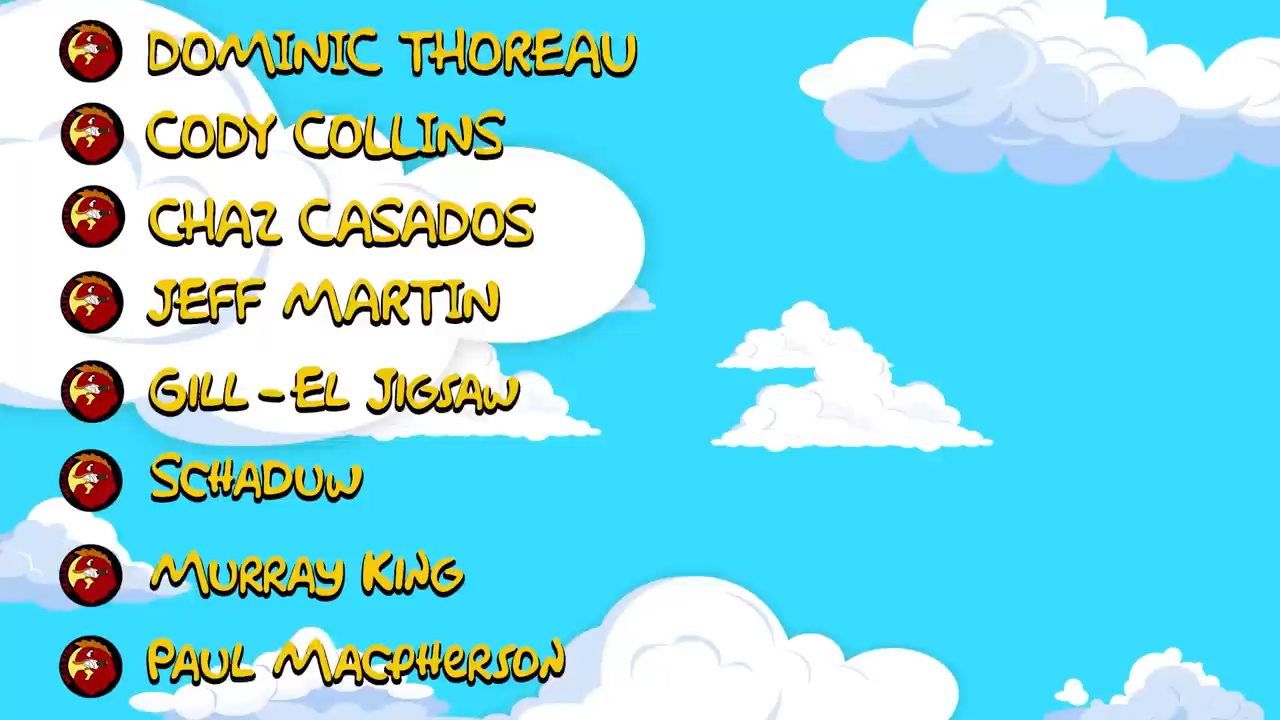 DOMINIC THOREAU
CODY COLLINS
CHAZ CASADOS
JEFF MARTIN
GILL-EL JIGSAW
SCHADUW
MURRAY KING
PAUL MACPHERSON